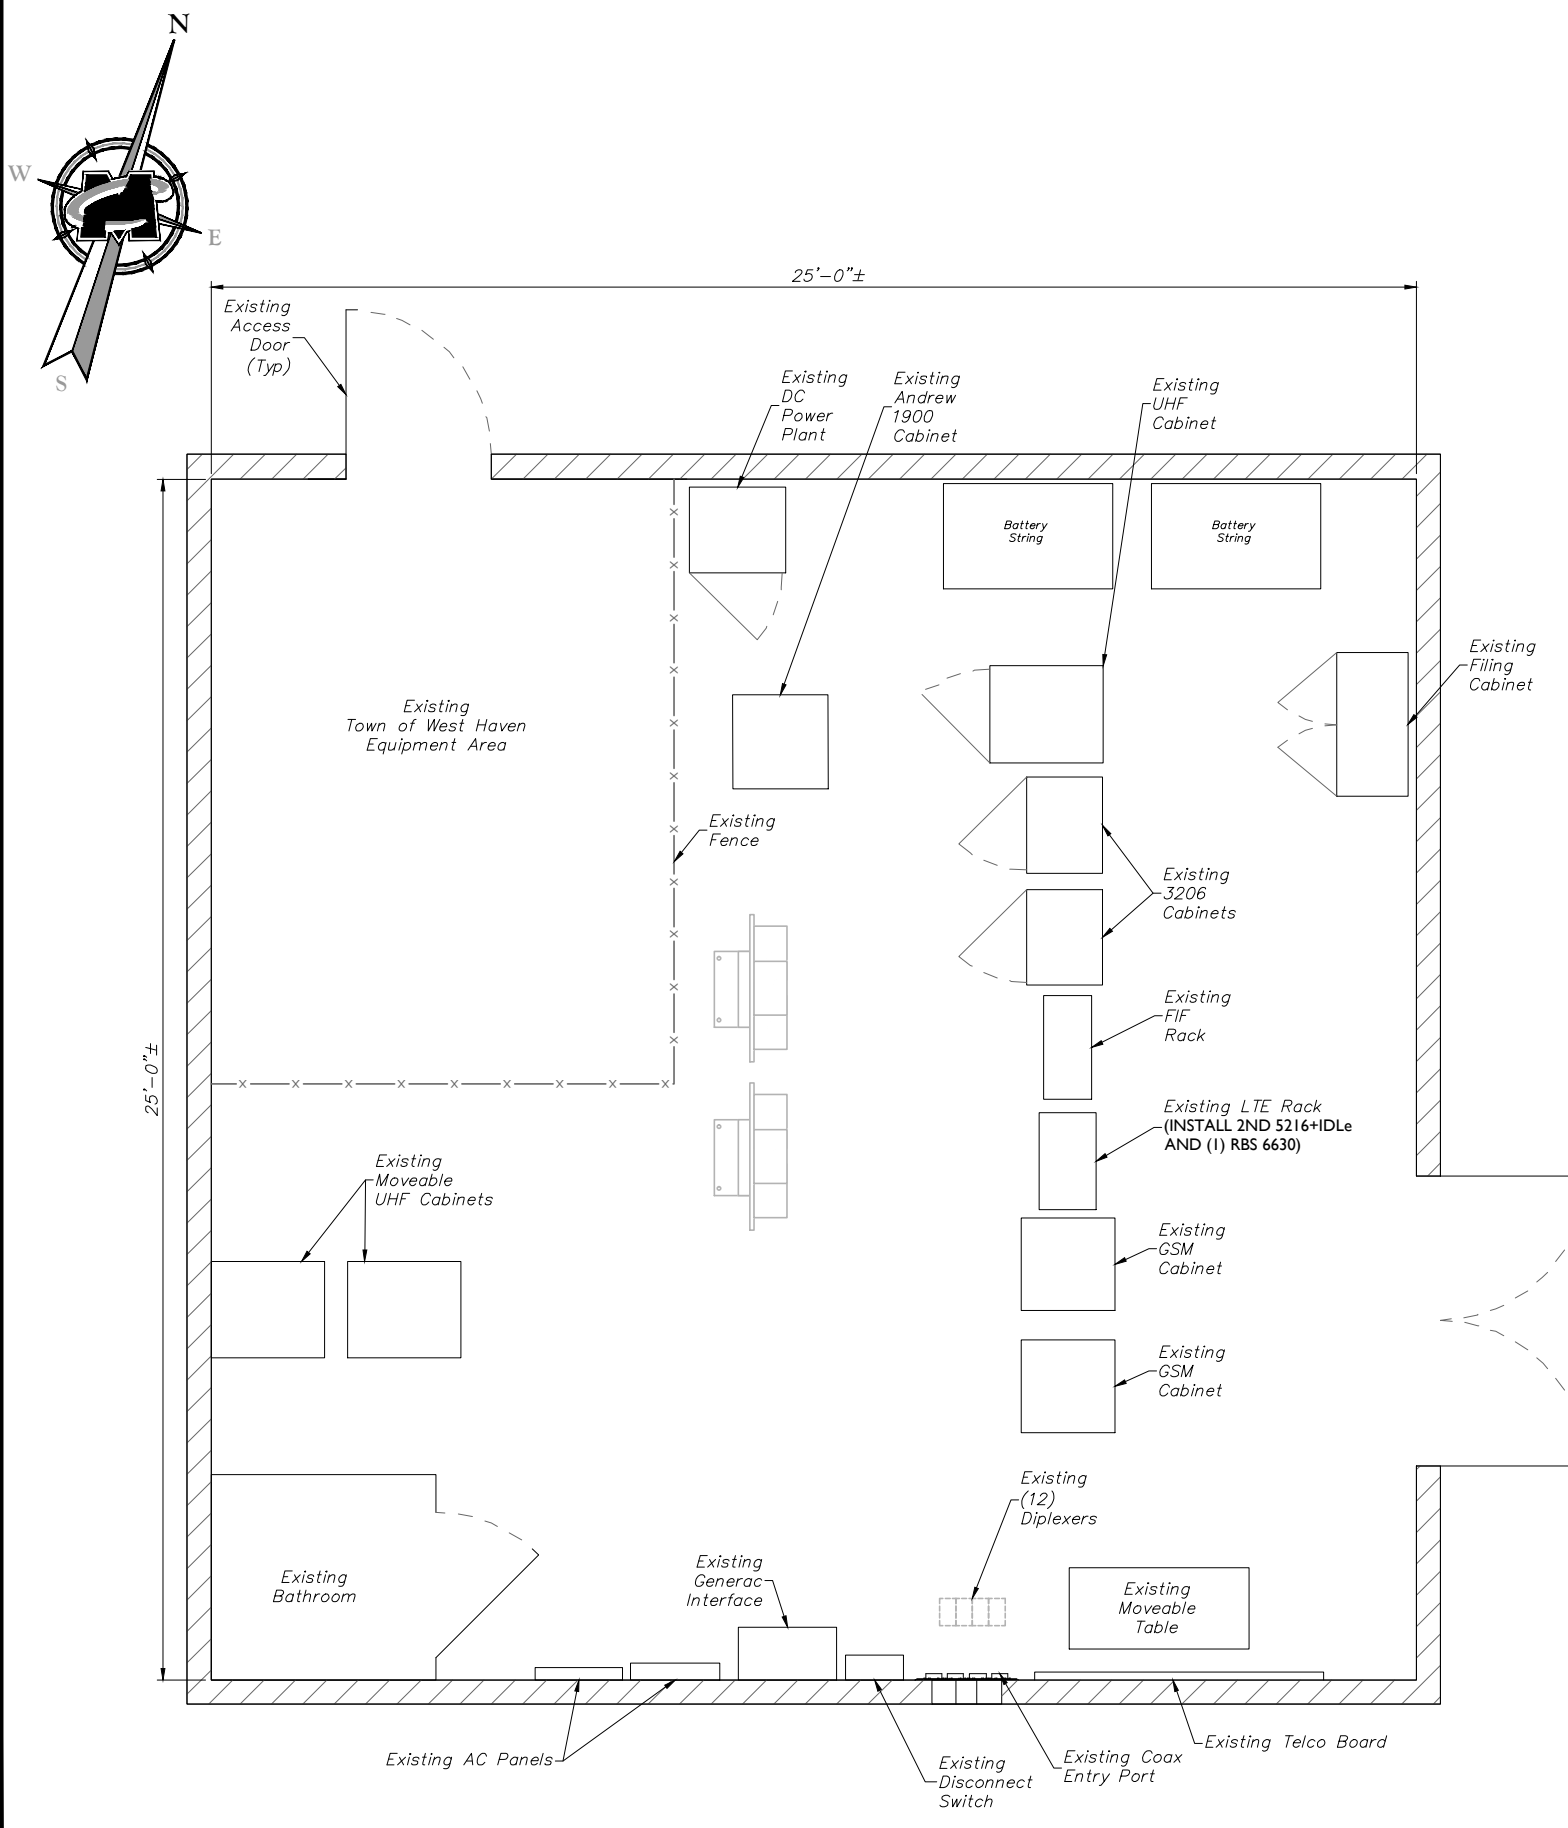 N
W
E
S
25'-0"±
Existing
Access
Door
(Typ)
Existing
DC
Power
Plant
Existing
Andrew
1900
Cabinet
Existing
UHF
Cabinet
Battery
String
Battery
String
Existing
Filing
Cabinet
Existing
Town of West Haven
Equipment Area
Existing
Fence
Existing
3206
Cabinets
Existing
FIF
Rack
25'-0"±
Existing LTE Rack
(INSTALL 2ND 5216+IDLe
AND (1) RBS 6630)
Existing
Moveable
UHF Cabinets
Existing
GSM
Cabinet
Existing
GSM
Cabinet
Existing
(12)
Diplexers
Existing
Bathroom
Existing
Generac
Interface
Existing
Moveable
Table
Existing AC Panels
Existing
Disconnect
Switch
Existing Coax
Entry Port
Existing Telco Board